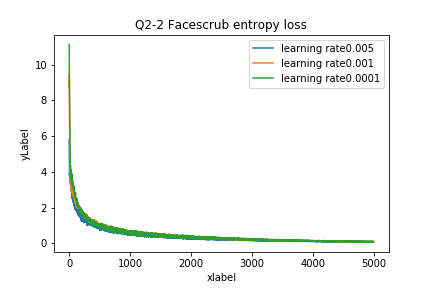 Q2-2 Facescrub entropy loss
learning rate0.005
learning rate0.001
learning rate0.0001
yLabel
10
8
6
4
2
0
0 1000 2000 3000 4000 5000
xlabel